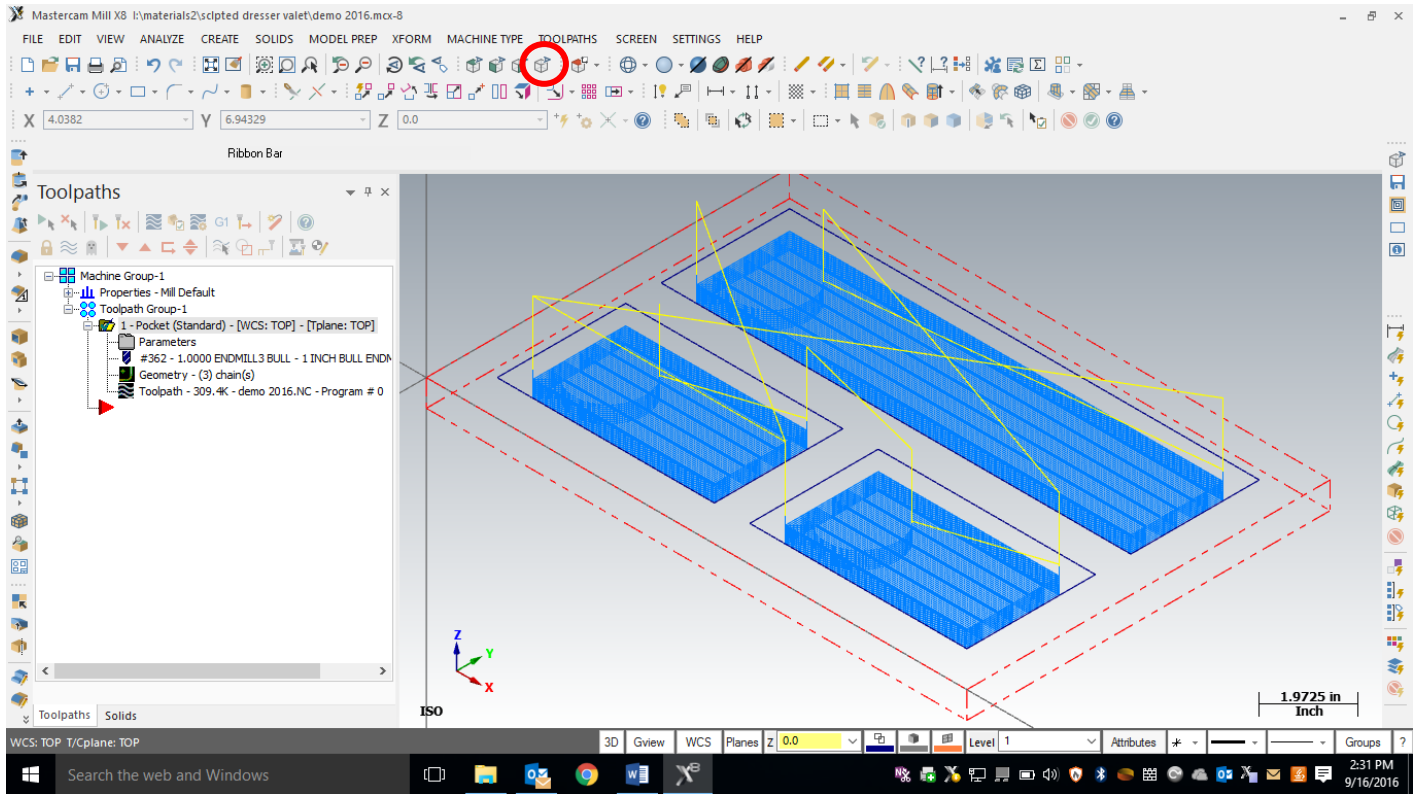 Mastercam Mill X8 I:\materials2\sclpted dresser valet\demo 2016.mcx-8
FILE EDIT VIEW ANALYZE CREATE SOLIDS MODEL PREP XFORM MACHINE TYPE TOOLPATHS SCREEN SETTINGS HELP
X 4.0382 Y 6.94329 Z 0.0
Ribbon Bar
Toolpaths
G1
Machine Group-1
Properties - Mill Default
Toolpath Group-1
1 - Pocket (Standard) - [WCS: TOP] - [Tplane: TOP]
Parameters
#362 - 1.0000 ENDMILL3 BULL - 1 INCH BULL ENDM
Geometry - (3) chain(s)
Toolpath - 309.4K - demo 2016.NC - Program # 0
Z
Y
X
ISO
1.9725 in
Inch
Toolpaths Solids
WCS: TOP T/Cplane: TOP
3D Gview WCS Planes Z 0.0 Level 1 Attributes Groups ?
Search the web and Windows
2:31 PM
9/16/2016